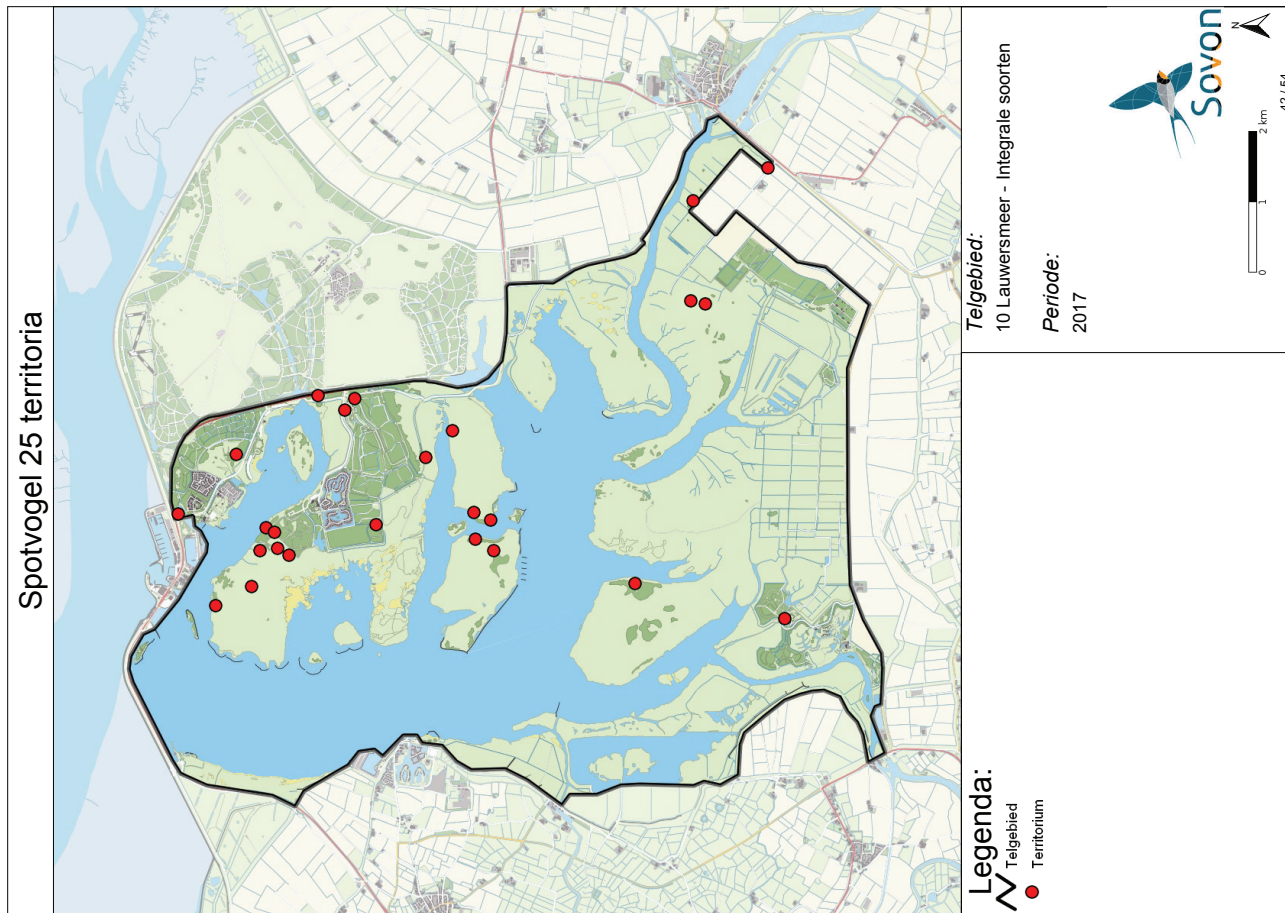 Spotvogel 25 territoria
Telgebied:
10 Lauwersmeer - Integrale soorten
Periode:
2017
Sovon
N
0 1 2 km
Legenda:
Telgebied
Territorium